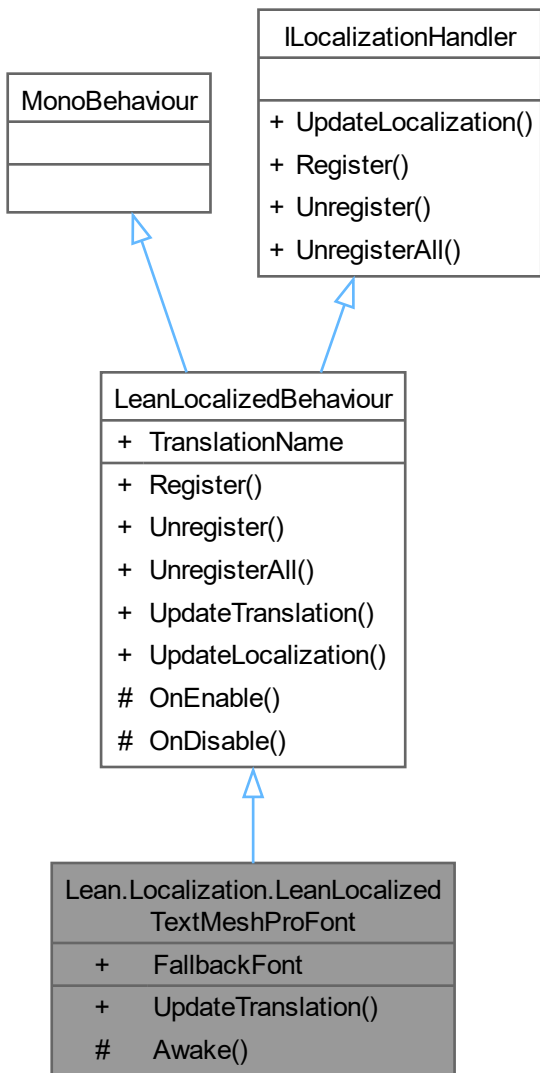 ILocalizationHandler
+ UpdateLocalization()
+ Register()
+ Unregister()
+ UnregisterAll()
MonoBehaviour
LeanLocalizedBehaviour
+ TranslationName
+ Register()
+ Unregister()
+ UnregisterAll()
+ UpdateTranslation()
+ UpdateLocalization()
# OnEnable()
# OnDisable()
Lean.Localization.LeanLocalized
TextMeshProFont
+ FallbackFont
+ UpdateTranslation()
# Awake()